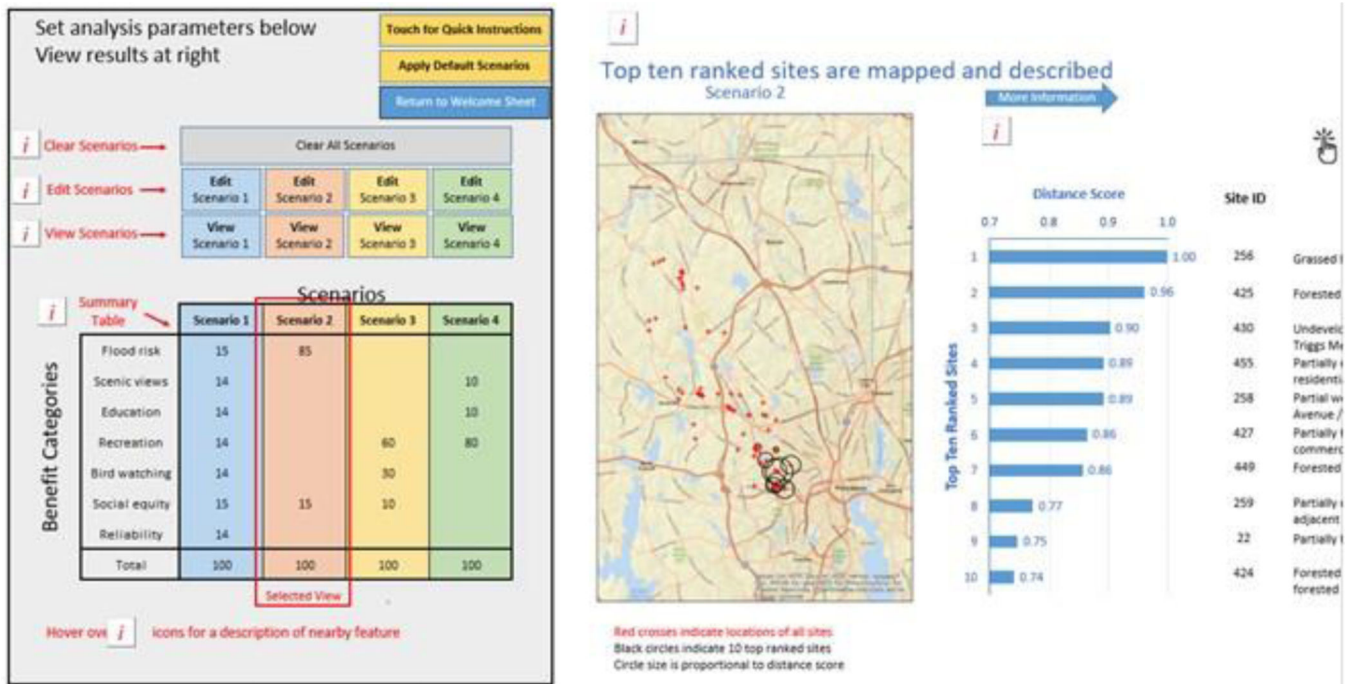 Set analysis parameters below
View results at right
Touch for Quick Instructions
Apply Default Scenarios
Return to Welcome Sheet
i Clear Scenarios
Clear All Scenarios
i Edit Scenarios
Edit Scenario 1
Edit Scenario 2
Edit Scenario 3
Edit Scenario 4
i View Scenarios
View Scenario 1
View Scenario 2
View Scenario 3
View Scenario 4
Scenarios
i Summary Table
Scenario 1 Scenario 2 Scenario 3 Scenario 4
Benefit Categories
Flood risk 15 85
Scenic views 14 10
Education 14 10
Recreation 14 60 80
Bird watching 14 30
Social equity 15 15 10
Reliability 14
Total 100 100 100 100
Selected View
Hover ove i icons for a description of nearby feature
i
Top ten ranked sites are mapped and described
Scenario 2
More Information
i
Distance Score
Site ID
0.7 0.8 0.9 1.0
Top Ten Ranked Sites
1 1.00 256 Grassed
2 0.96 425 Forested
3 0.90 430 Undevelo
Triggs Me
4 0.89 455 Partially
residenti
5 0.89 258 Partial we
Avenue /
6 0.86 427 Partially
commerc
7 0.86 449 Forested
8 0.77 259 Partially
adjacent
9 0.75 22 Partially
10 0.74 424 Forested
forested
Red crosses indicate locations of all sites
Black circles indicate 10 top ranked sites
Circle size is proportional to distance score